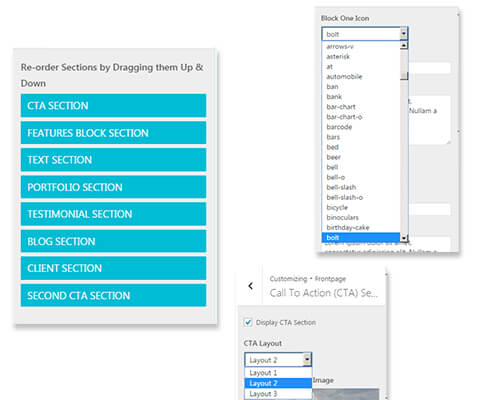 Re-order Sections by Dragging them Up &
Down
CTA SECTION
FEATURES BLOCK SECTION
TEXT SECTION
PORTFOLIO SECTION
TESTIMONIAL SECTION
BLOG SECTION
CLIENT SECTION
SECOND CTA SECTION
Block One Icon
bolt
arrows-v
asterisk
at
automobile
ban
bank
bar-chart
bar-chart-o
barcode
bars
bed
beer
bell
bell-o
bell-slash
bell-slash-o
bicycle
binoculars
birthday-cake
bolt
Nullam a
Customizing • Frontpage
Call To Action (CTA) Se...
Display CTA Section
CTA Layout
Layout 2
Layout 1
Layout 2
Layout 3
Image